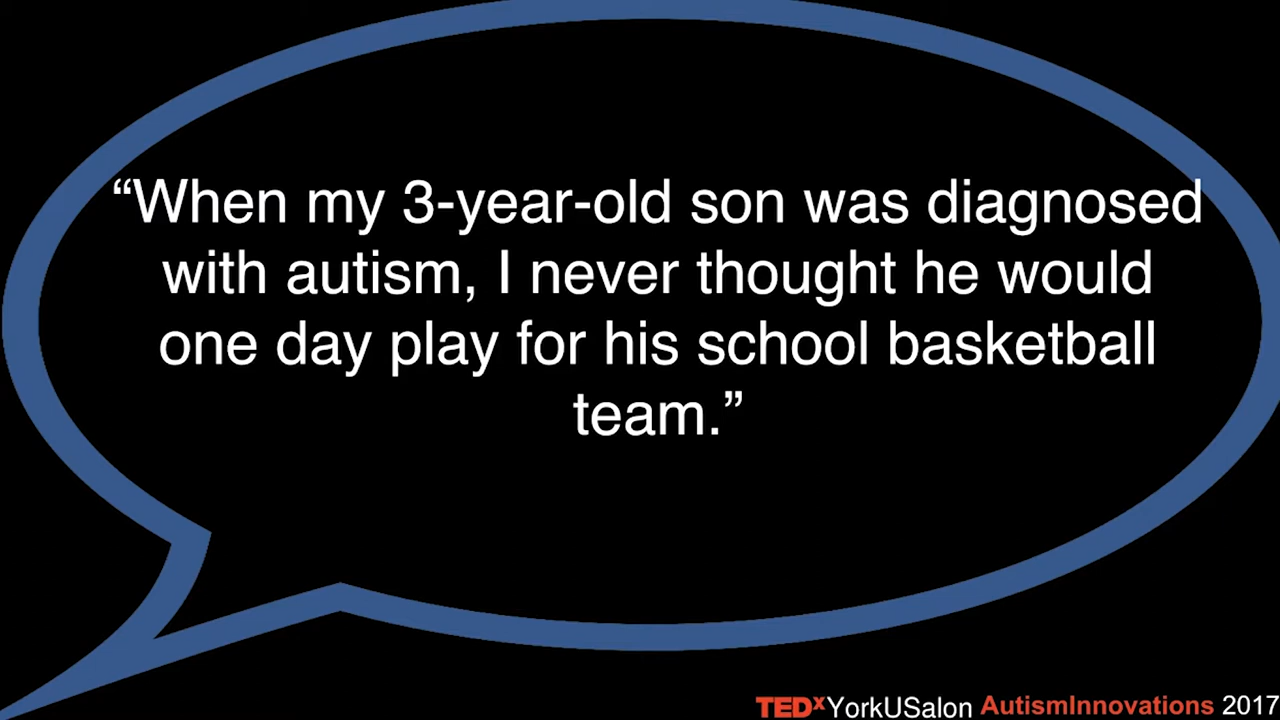 “When my 3-year-old son was diagnosed
with autism, I never thought he would
one day play for his school basketball
team.”
TEDxYorkUSalon AutismInnovations 2017